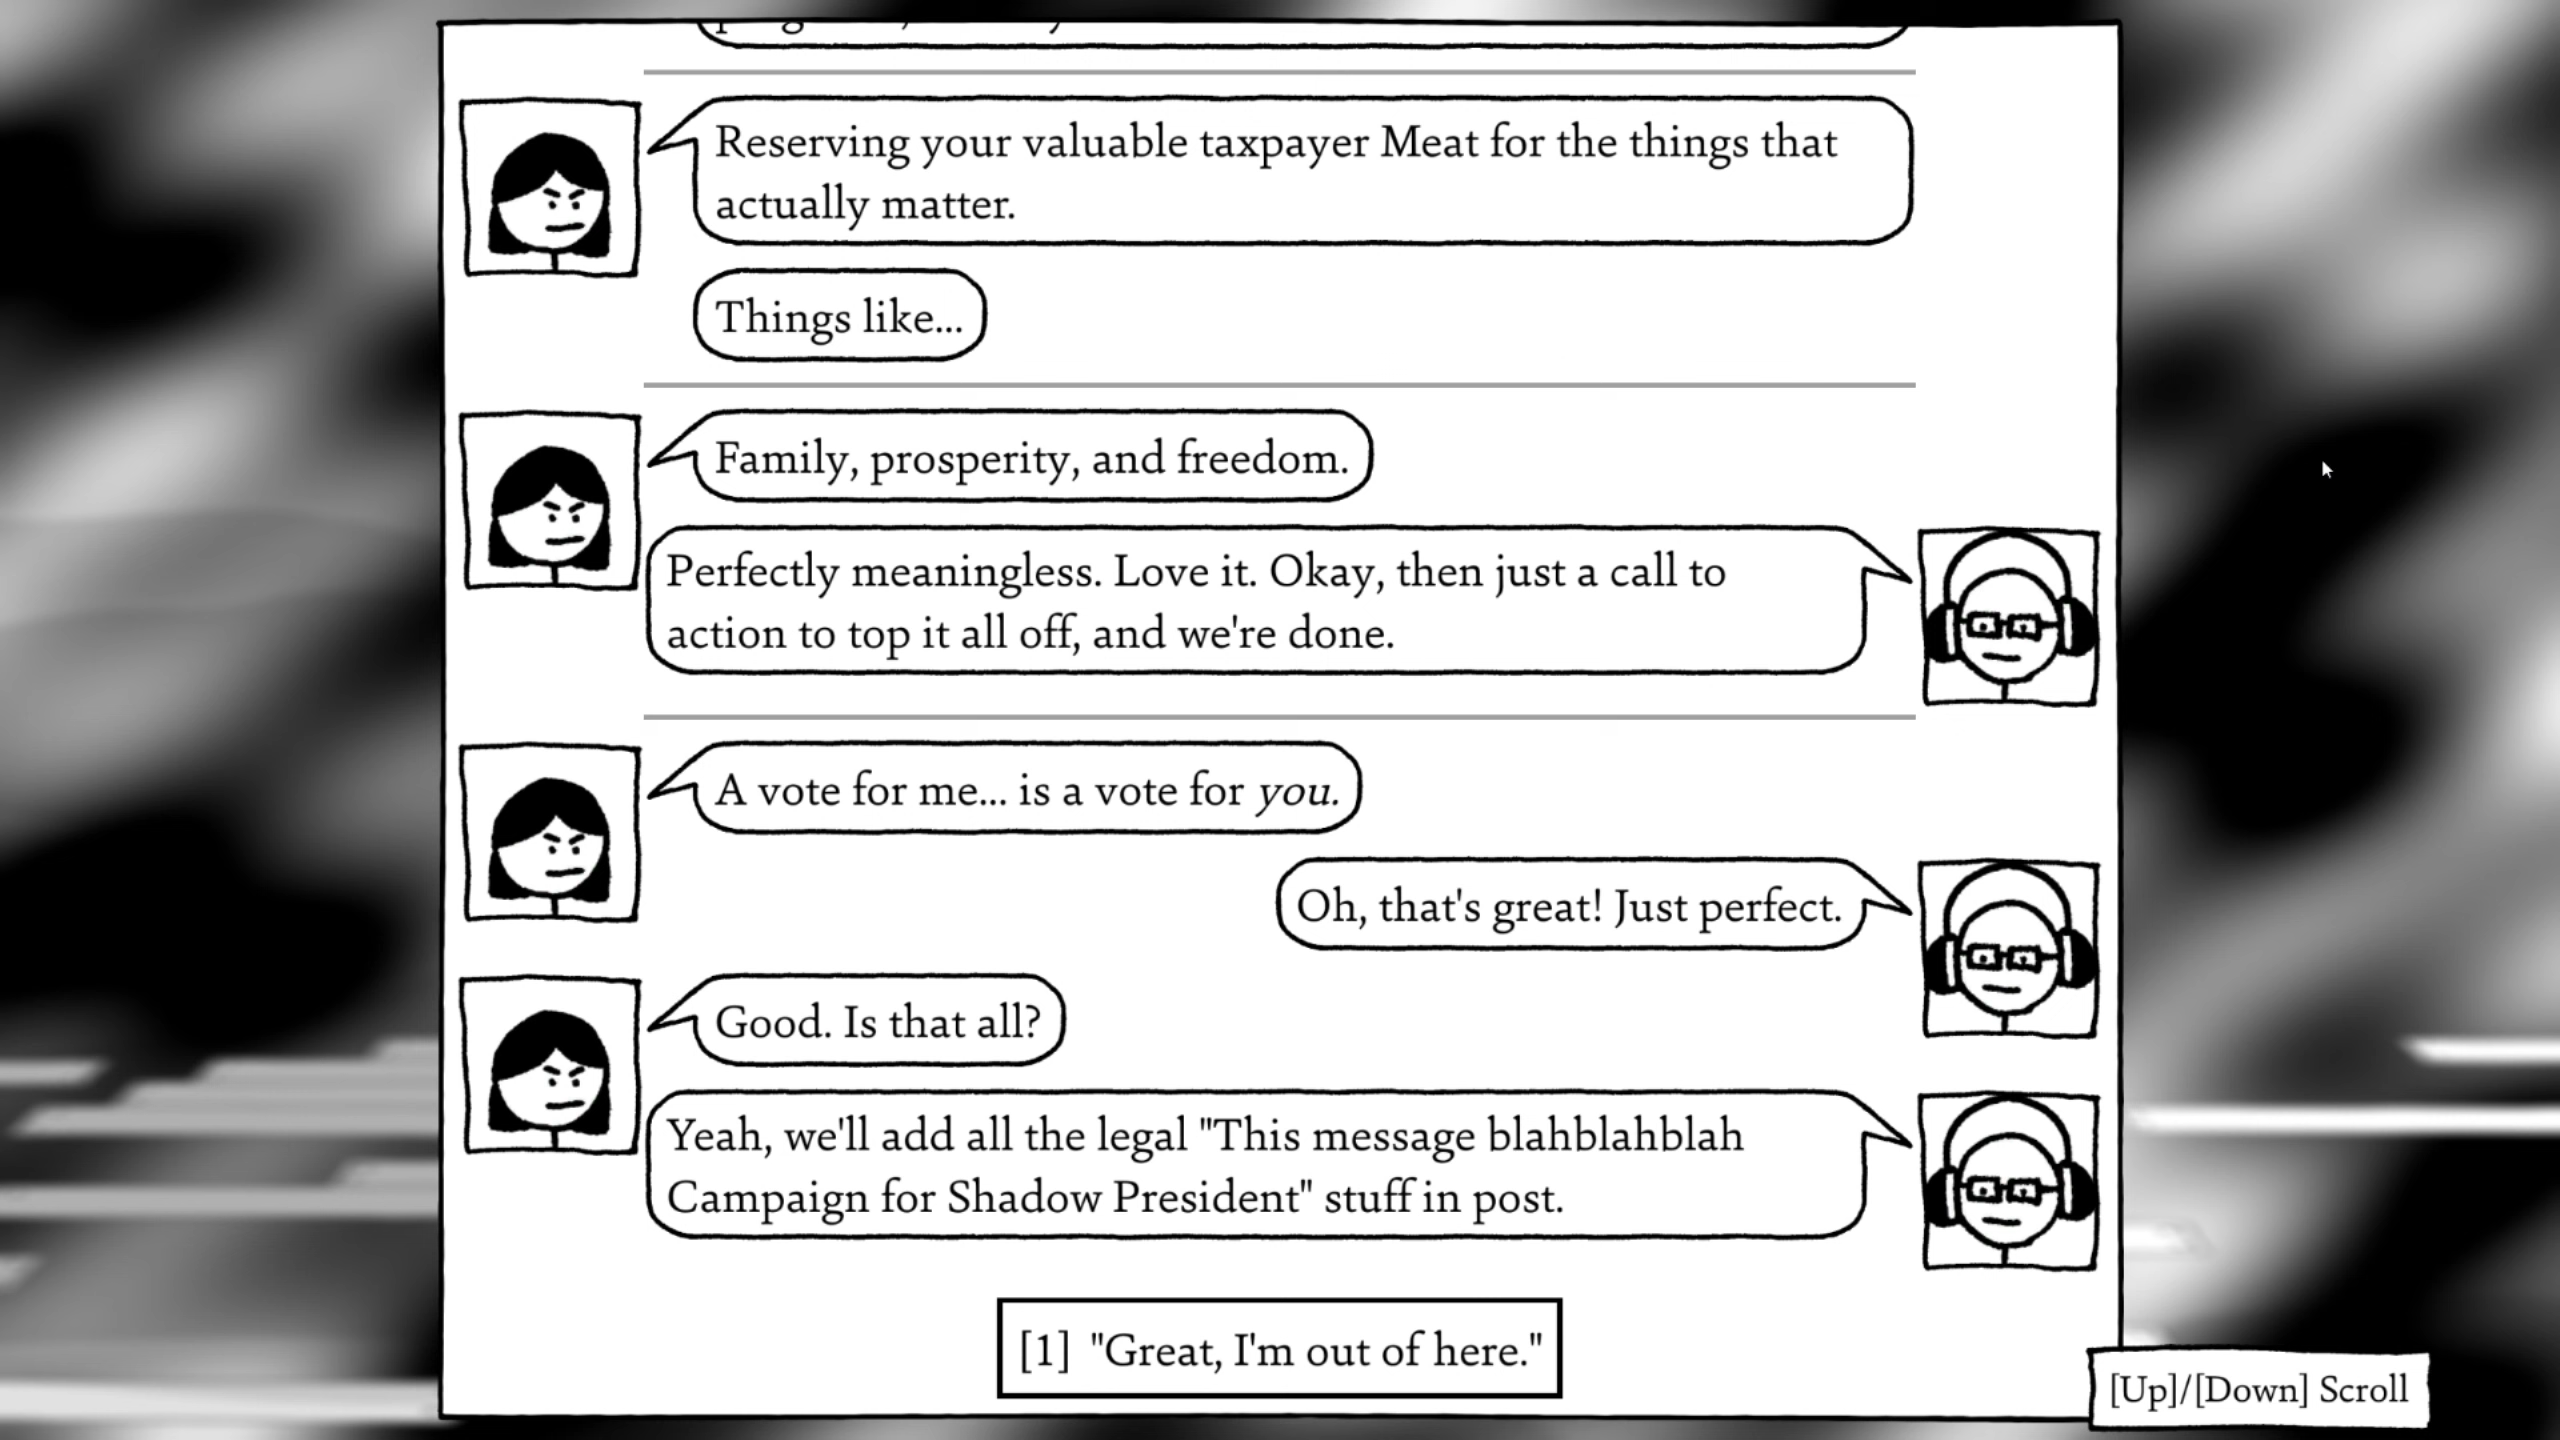 Reserving your valuable taxpayer Meat for the things that
actually matter.
Things like...
Family, prosperity, and freedom.
Perfectly meaningless. Love it. Okay, then just a call to
action to top it all off, and we're done.
A vote for me... is a vote for you.
Oh, that's great! Just perfect.
Good. Is that all?
Yeah, we'll add all the legal "This message blahblahblah
Campaign for Shadow President" stuff in post.
[1] "Great, I'm out of here."
[Up]/[Down] Scroll